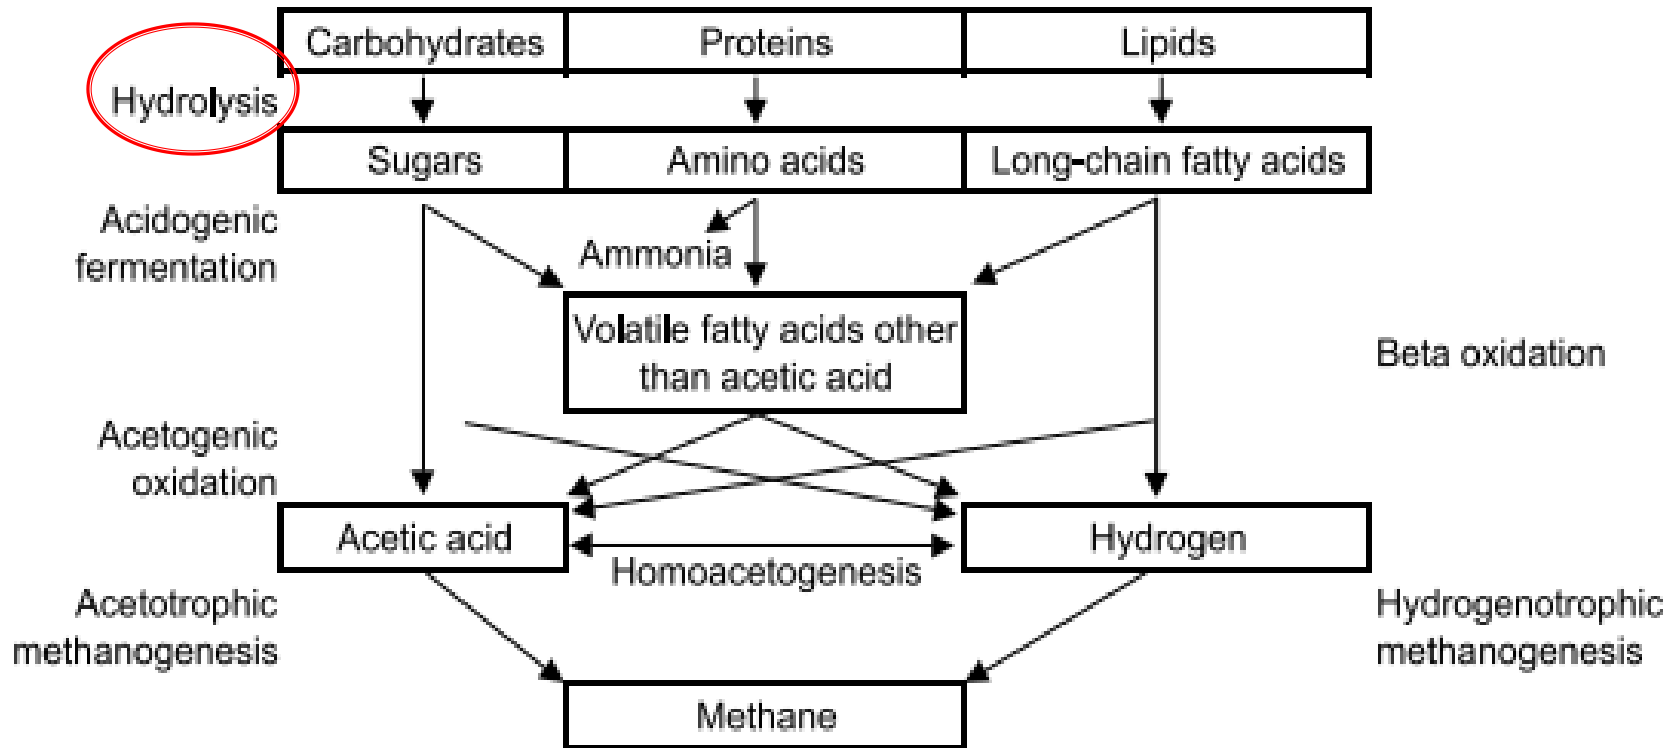 Carbohydrates
Proteins
Lipids
Hydrolysis
Sugars
Amino acids
Long-chain fatty acids
Acidogenic
fermentation
Ammonia
Volatile fatty acids other
than acetic acid
Beta oxidation
Acetogenic
oxidation
Acetic acid
Hydrogen
Homoacetogenesis
Acetotrophic
methanogenesis
Hydrogenotrophic
methanogenesis
Methane